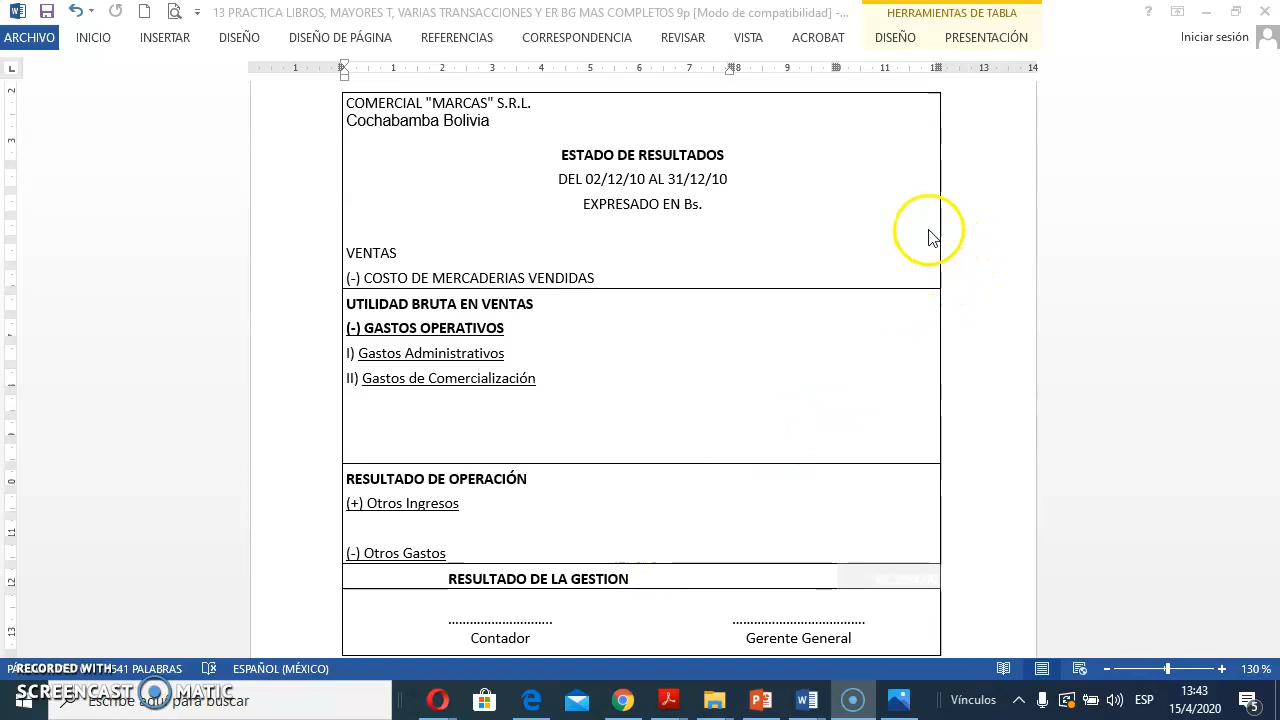 13 PRACTICA LIBROS, MAYORES T, VARIAS TRANSACCIONES Y ER BG MAS COMPLETOS 9p [Modo de compatibilidad] -...
HERRAMIENTAS DE TABLA
ARCHIVO INICIO INSERTAR DISEÑO DISEÑO DE PÁGINA REFERENCIAS CORRESPONDENCIA REVISAR VISTA ACROBAT DISEÑO PRESENTACIÓN Iniciar sesión
COMERCIAL "MARCAS" S.R.L.
Cochabamba Bolivia
ESTADO DE RESULTADOS
DEL 02/12/10 AL 31/12/10
EXPRESADO EN Bs.
VENTAS
(-) COSTO DE MERCADERIAS VENDIDAS
UTILIDAD BRUTA EN VENTAS
(-) GASTOS OPERATIVOS
I) Gastos Administrativos
II) Gastos de Comercialización
RESULTADO DE OPERACIÓN
(+) Otros Ingresos
(-) Otros Gastos
RESULTADO DE LA GESTION
........................... ...................................
Contador Gerente General
RECORDED WITH 541 PALABRAS ESPAÑOL (MÉXICO) 130 %
SCREENCAST MATIC
Escribe aquí para buscar Vínculos ESP 13:43
15/4/2020 5